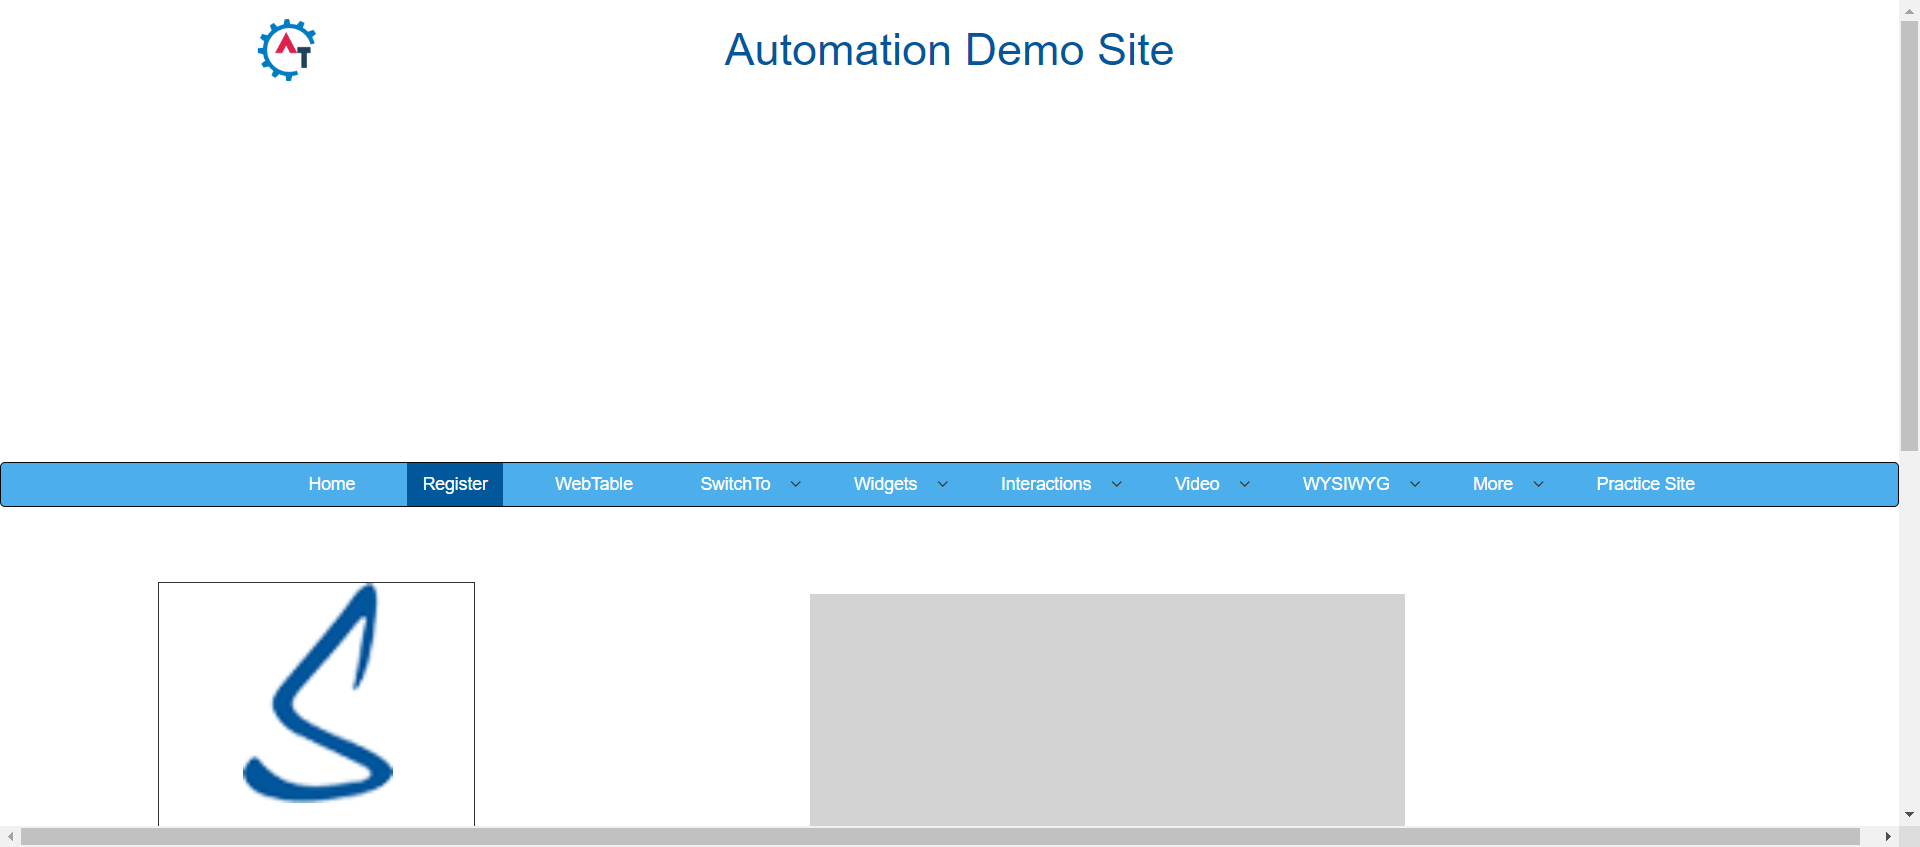 AT
Automation Demo Site
Home Register WebTable SwitchTo Widgets Interactions Video WYSIWYG More Practice Site